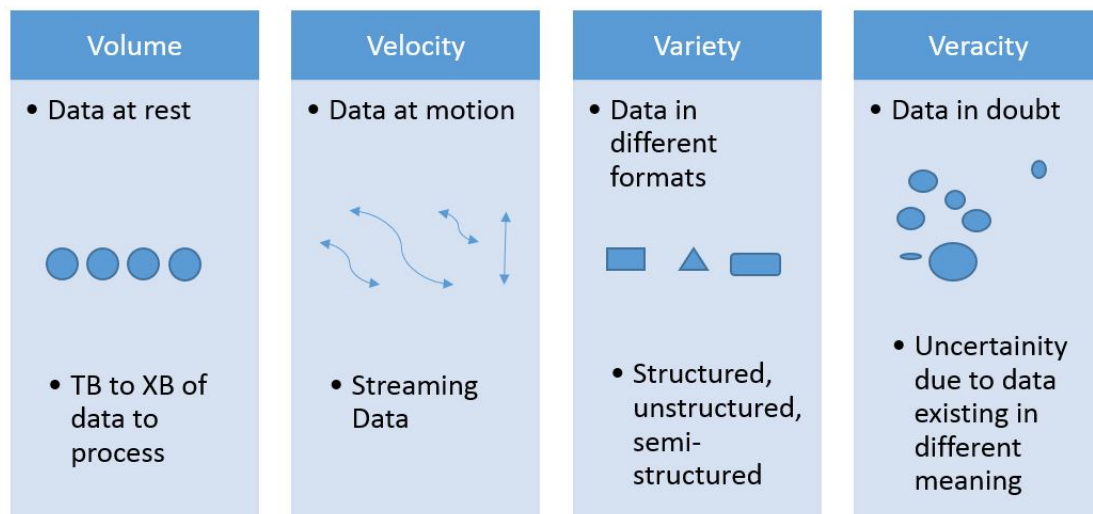 Volume
• Data at rest
• TB to XB of
data to
process
Velocity
• Data at motion
• Streaming
Data
Variety
• Data in
different
formats
• Structured,
unstructured,
semi-
structured
Veracity
• Data in doubt
• Uncertainity
due to data
existing in
different
meaning